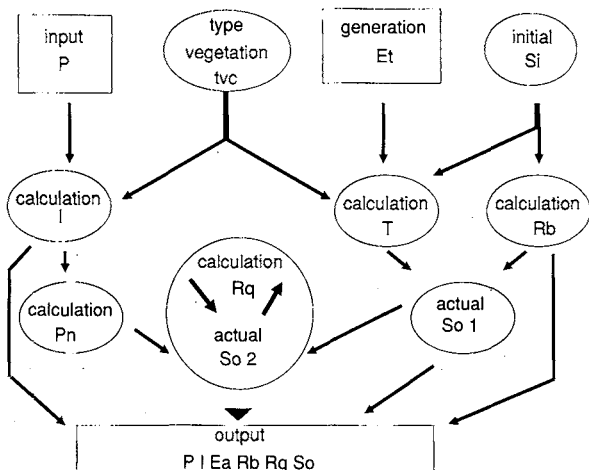 input
P
type
vegetation
tvc
generation
Et
initial
Si
calculation
I
calculation
T
calculation
Rb
calculation
Pn
calculation
Rq
actual
So 2
actual
So 1
output
P I Ea Rb Rq So